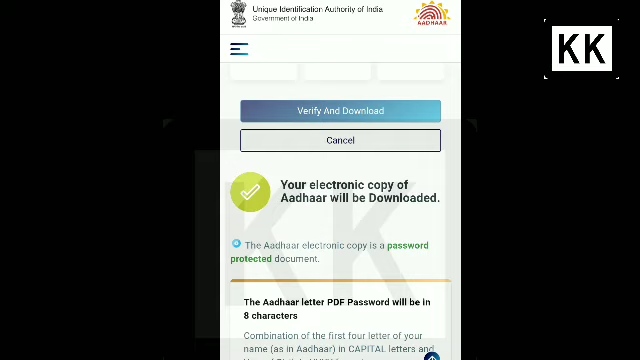 Unique Identification Authority of India
Government of India
AADHAAR
KK
Verify And Download
Cancel
Your electronic copy of
Aadhaar will be Downloaded.
The Aadhaar electronic copy is a password
protected document.
The Aadhaar letter PDF Password will be in
8 characters
Combination of the first four letter of your
name (as in Aadhaar) in CAPITAL letters and
KK